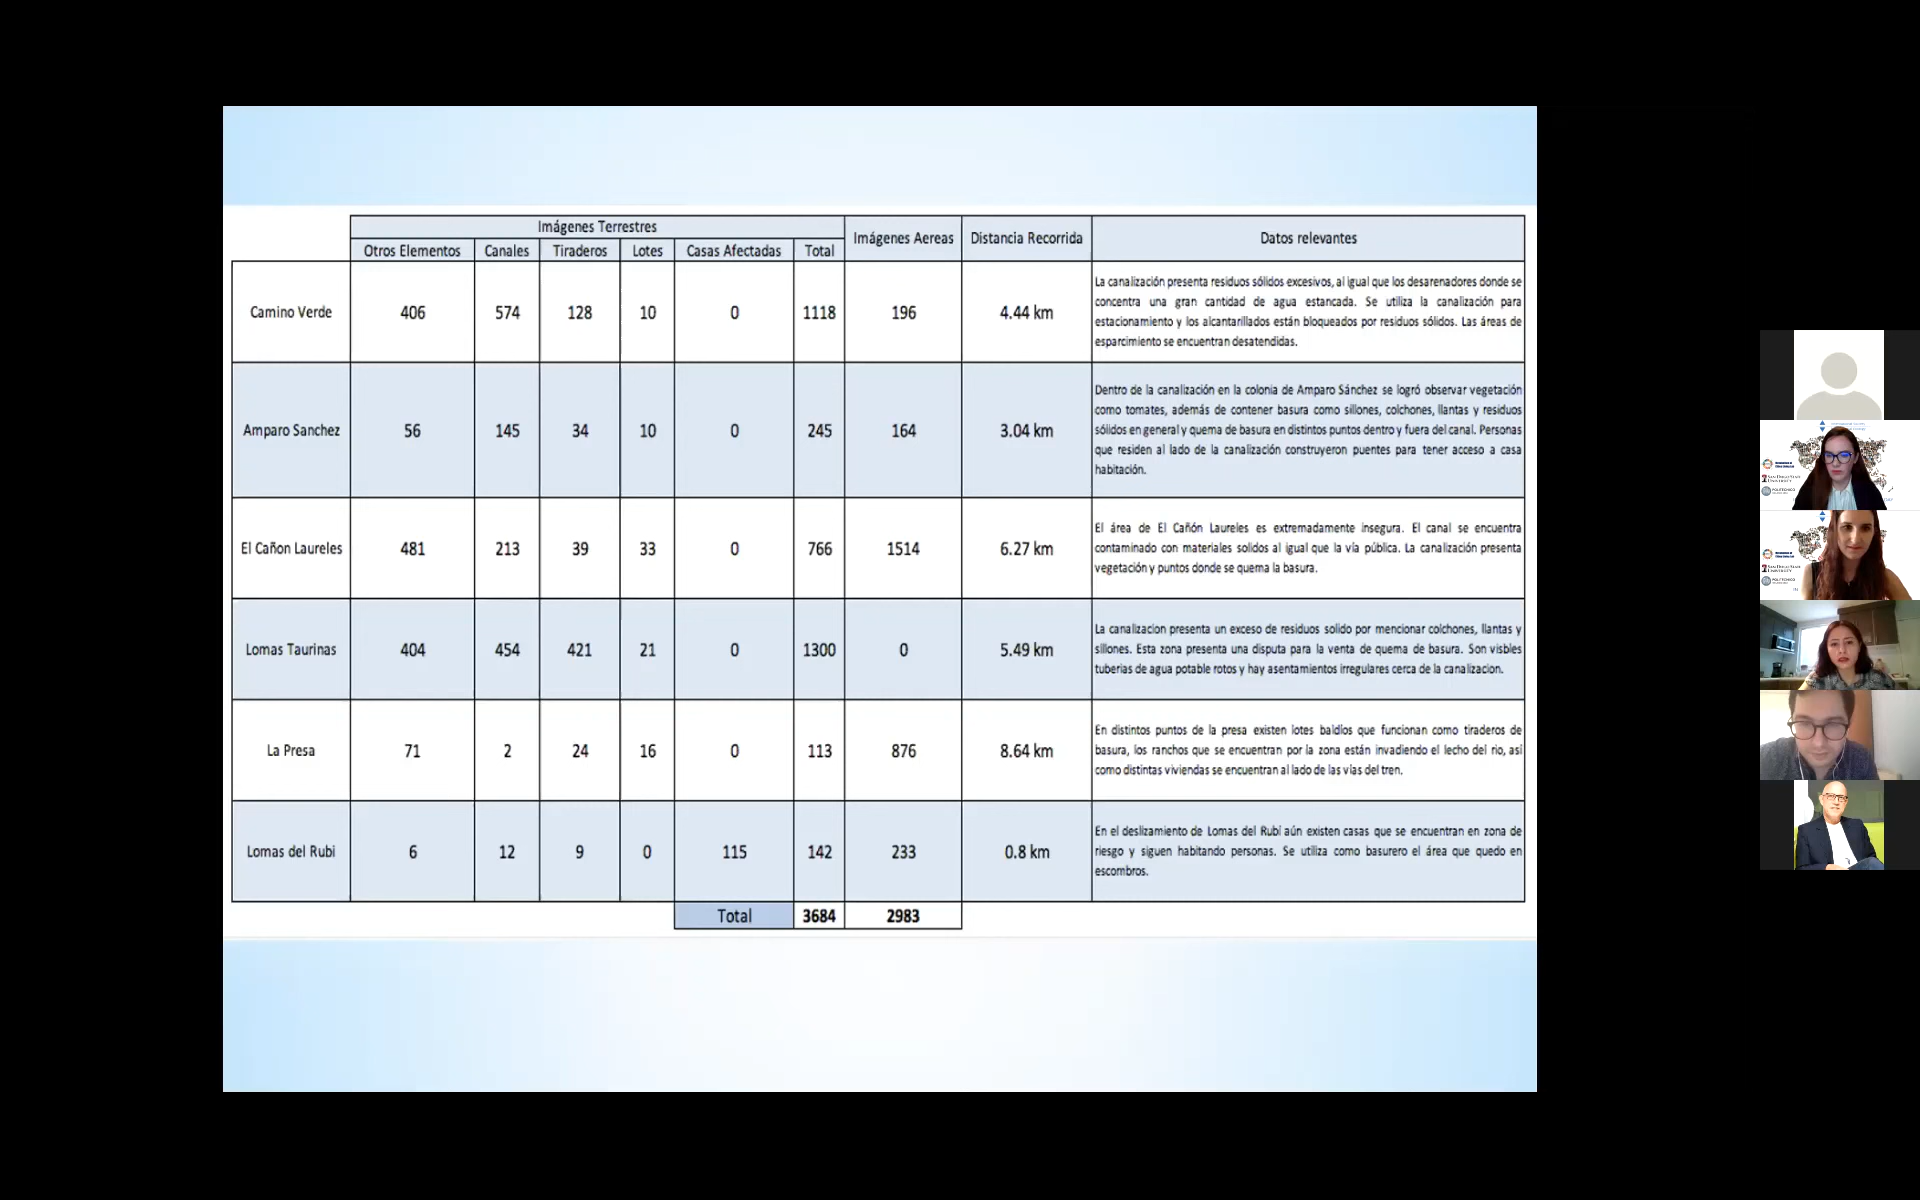 Imágenes Terrestres
Imágenes Aereas Distancia Recorrida Datos relevantes
Otros Elementos Canales Tiraderos Lotes Casas Afectadas Total
Camino Verde 406 574 128 10 0 1118 196 4.44 km
La canalización presenta residuos sólidos excesivos, al igual que los desarenadores donde se
concentra una gran cantidad de agua estancada. Se utiliza la canalización para
estacionamiento y los alcantarillados están bloqueados por residuos sólidos. Las áreas de
esparcimiento se encuentran desatendidas.
Amparo Sanchez 56 145 34 10 0 245 164 3.04 km
Dentro de la canalización en la colonia de Amparo Sánchez se logró observar vegetación
como tomates, además de contener basura como sillones, colchones, llantas y residuos
sólidos en general y quema de basura en distintos puntos dentro y fuera del canal. Personas
que residen al lado de la canalización construyeron puentes para tener acceso a casa
habitación.
El Cañon Laureles 481 213 39 33 0 766 1514 6.27 km
El área de El Cañón Laureles es extremadamente insegura. El canal se encuentra
contaminado con materiales solidos al igual que la vía pública. La canalización presenta
vegetación y puntos donde se quema la basura.
Lomas Taurinas 404 454 421 21 0 1300 0 5.49 km
La canalizacion presenta un exceso de residuos solido por mencionar colchones, llantas y
sillones. Esta zona presenta una disputa para la venta de quema de basura. Son visbles
tuberias de agua potable rotos y hay asentamientos irregulares cerca de la canalizacion.
La Presa 71 2 24 16 0 113 876 8.64 km
En distintos puntos de la presa existen lotes baldíos que funcionan como tiraderos de
basura, los ranchos que se encuentran por la zona están invadiendo el lecho del rio, así
como distintas viviendas se encuentran al lado de las vías del tren.
Lomas del Rubi 6 12 9 0 115 142 233 0.8 km
En el deslizamiento de Lomas del Rubí aún existen casas que se encuentran en zona de
riesgo y siguen habitando personas. Se utiliza como basurero el área que quedo en
escombros.
Total 3684 2983
SAN DIEGO STATE
UNIVERSITY
POLITECNICO
SAN DIEGO STATE
UNIVERSITY
POLITECNICO